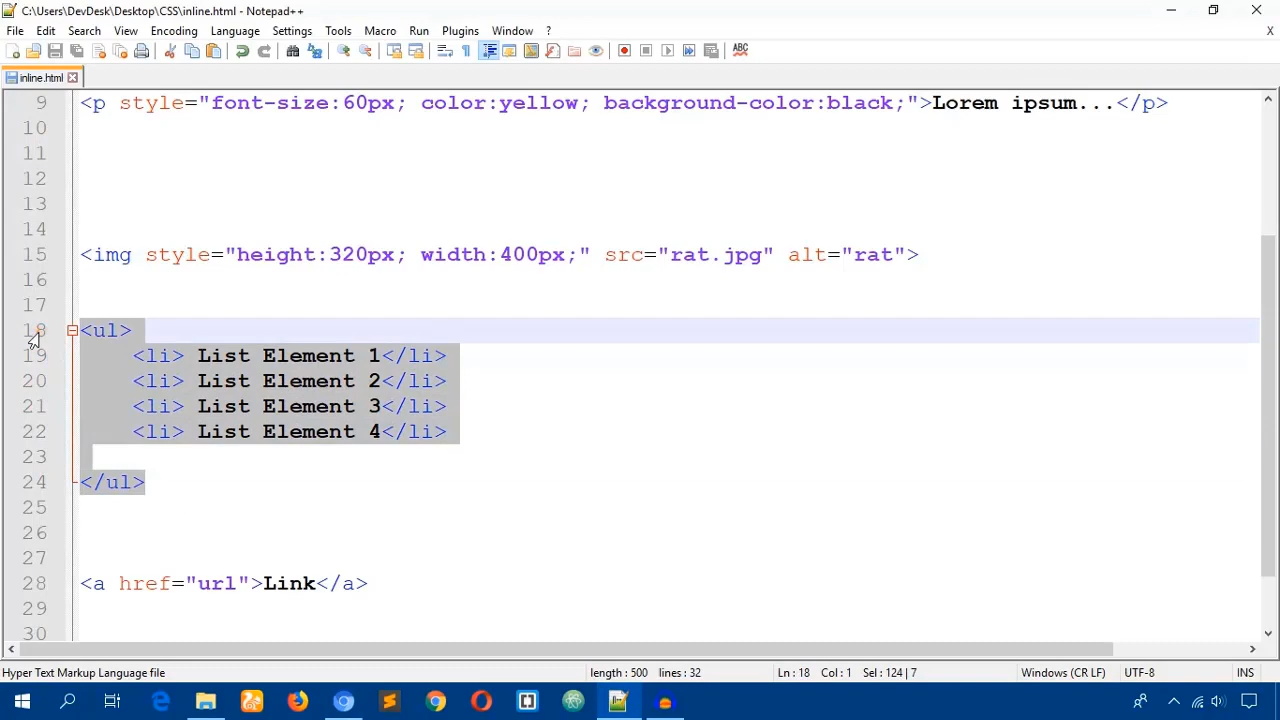 C:\Users\DevDesk\Desktop\CSS\inline.html - Notepad++
File Edit Search View Encoding Language Settings Tools Macro Run Plugins Window ? X
ABC
inline.html
9 <p style="font-size:60px; color:yellow; background-color:black;">Lorem ipsum...</p>
10
11
12
13
14
15 <img style="height:320px; width:400px;" src="rat.jpg" alt="rat">
16
17
18 <ul>
19 <li> List Element 1</li>
20 <li> List Element 2</li>
21 <li> List Element 3</li>
22 <li> List Element 4</li>
23
24 </ul>
25
26
27
28 <a href="url">Link</a>
29
30
Hyper Text Markup Language file length : 500 lines : 32 Ln : 18 Col : 1 Sel : 124 | 7 Windows (CR LF) UTF-8 INS